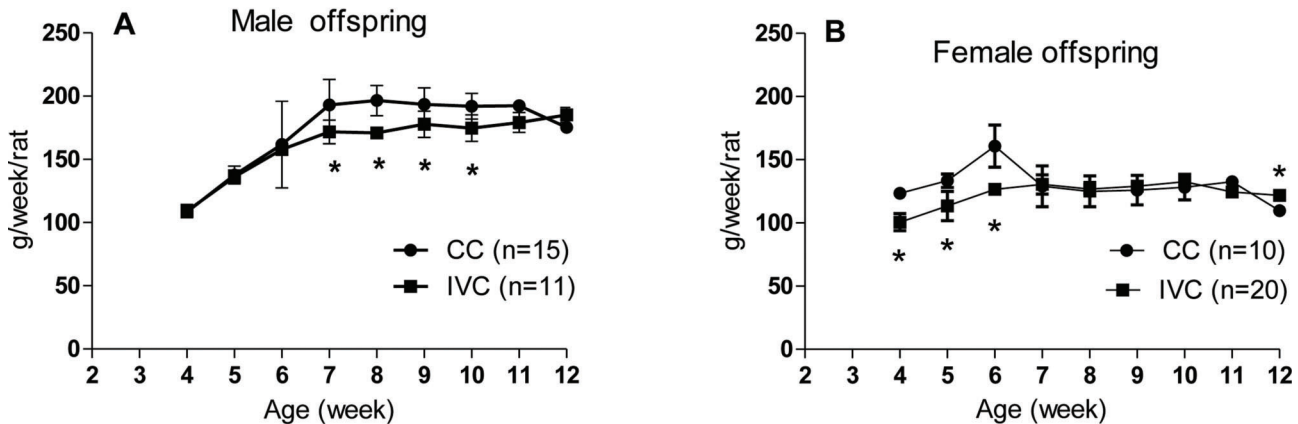 A
Male offspring
250
200
150
100
50
0
g/week/rat
* * * *
CC (n=15)
IVC (n=11)
2 3 4 5 6 7 8 9 10 11 12
Age (week)
B
Female offspring
250
200
150
100
50
0
g/week/rat
*
* * *
CC (n=10)
IVC (n=20)
2 3 4 5 6 7 8 9 10 11 12
Age (week)